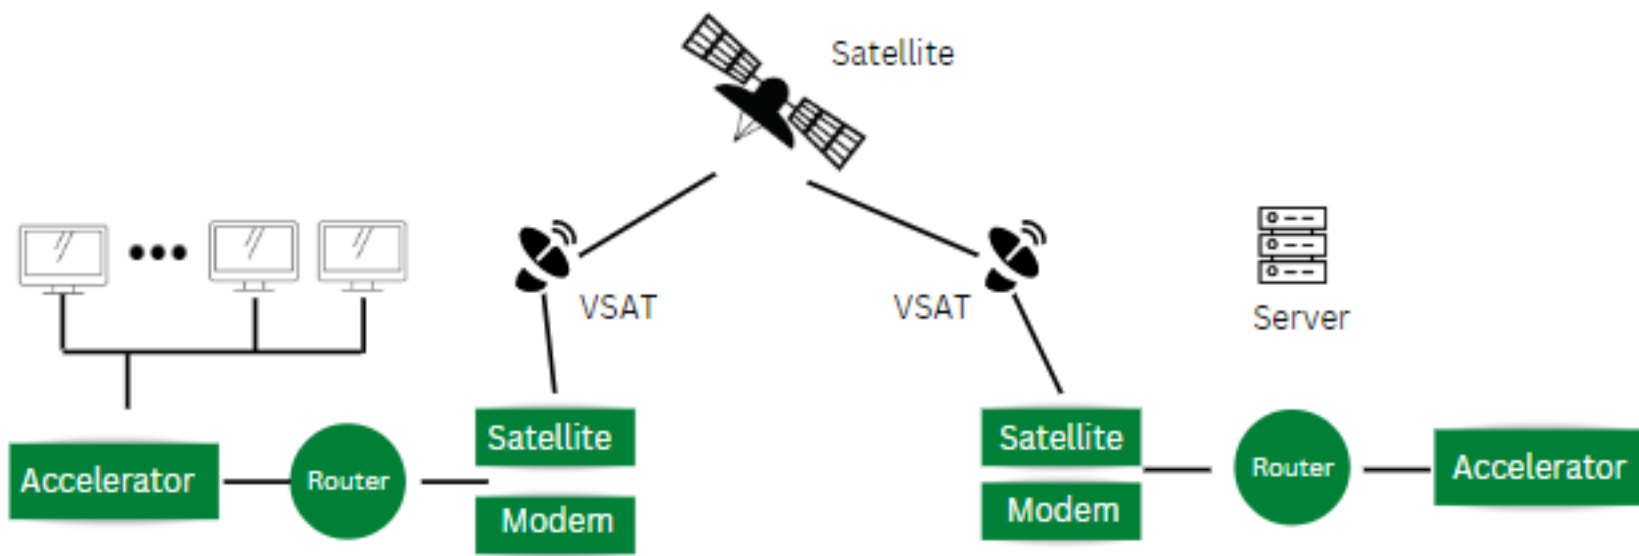 Satellite
VSAT
VSAT
Server
Satellite
Modem
Accelerator
Router
Satellite
Modem
Router
Accelerator